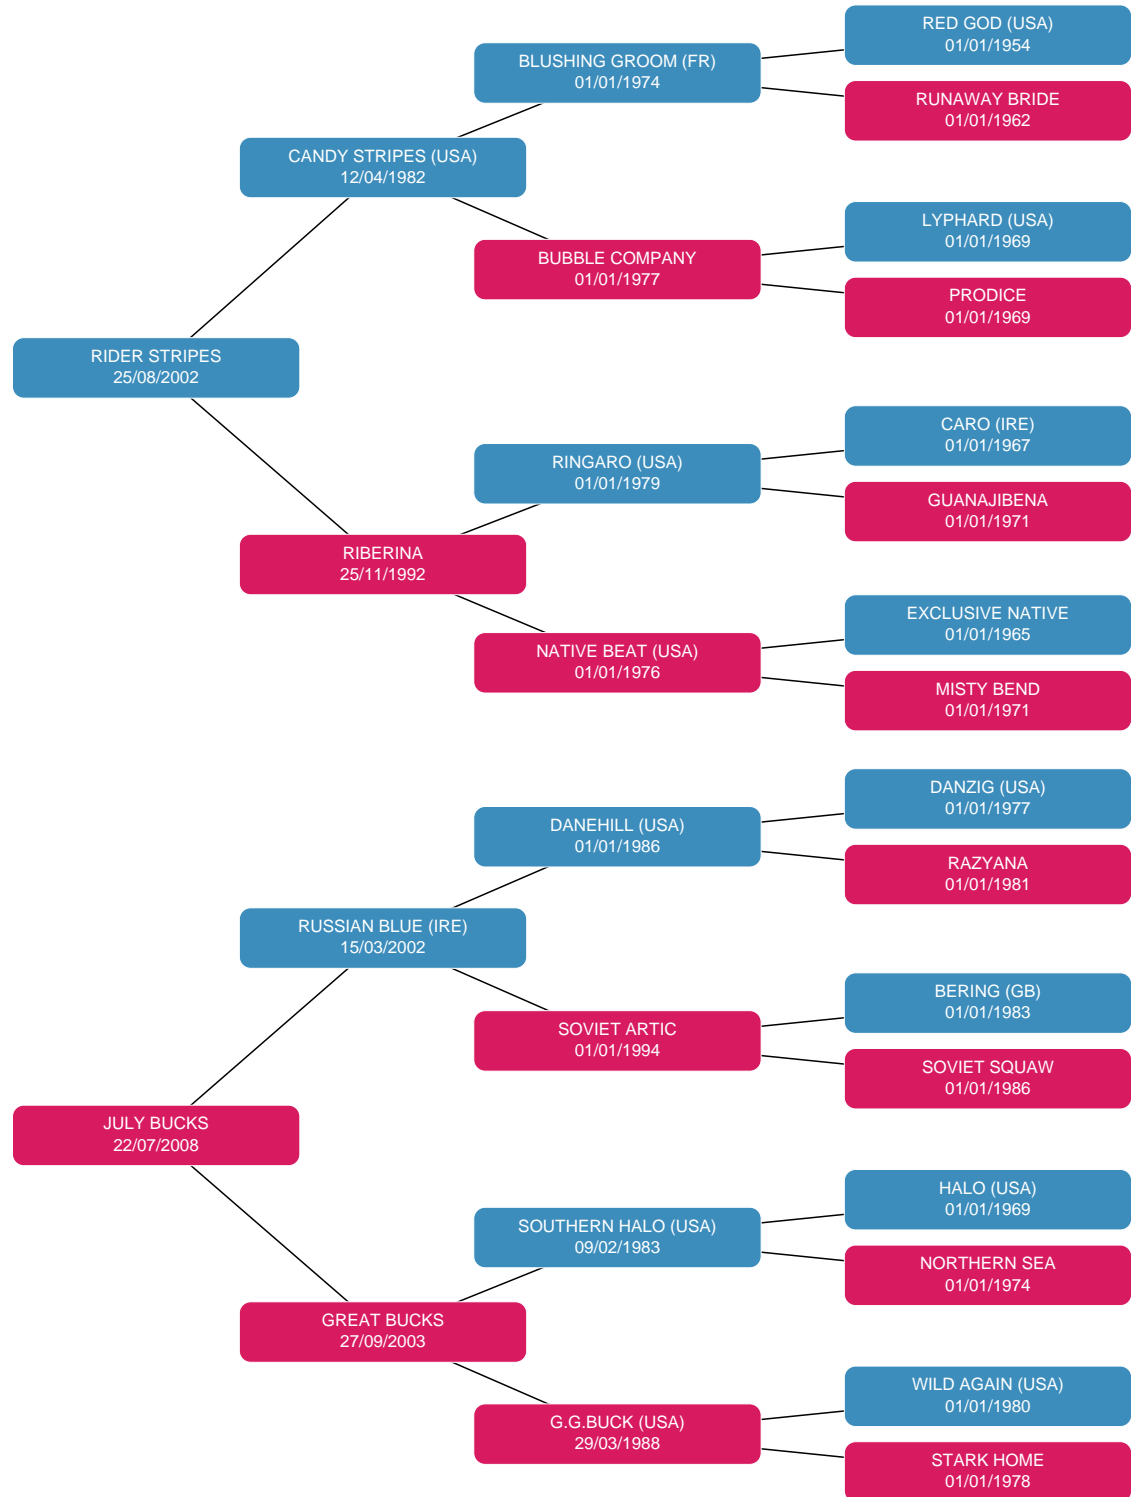 RED GOD (USA)
01/01/1954
BLUSHING GROOM (FR)
01/01/1974
RUNAWAY BRIDE
01/01/1962
CANDY STRIPES (USA)
12/04/1982
LYPHARD (USA)
01/01/1969
BUBBLE COMPANY
01/01/1977
PRODICE
01/01/1969
RIDER STRIPES
25/08/2002
CARO (IRE)
01/01/1967
RINGARO (USA)
01/01/1979
GUANAJIBENA
01/01/1971
RIBERINA
25/11/1992
EXCLUSIVE NATIVE
01/01/1965
NATIVE BEAT (USA)
01/01/1976
MISTY BEND
01/01/1971
DANZIG (USA)
01/01/1977
DANEHILL (USA)
01/01/1986
RAZYANA
01/01/1981
RUSSIAN BLUE (IRE)
15/03/2002
BERING (GB)
01/01/1983
SOVIET ARTIC
01/01/1994
SOVIET SQUAW
01/01/1986
JULY BUCKS
22/07/2008
HALO (USA)
01/01/1969
SOUTHERN HALO (USA)
09/02/1983
NORTHERN SEA
01/01/1974
GREAT BUCKS
27/09/2003
WILD AGAIN (USA)
01/01/1980
G.G.BUCK (USA)
29/03/1988
STARK HOME
01/01/1978